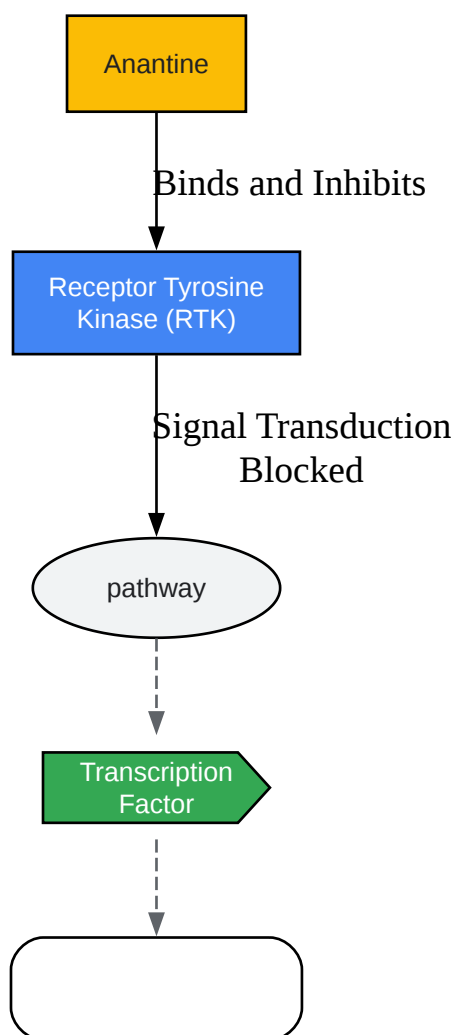 Anantine
Binds and Inhibits
Receptor Tyrosine
Kinase (RTK)
Signal Transduction
Blocked
pathway
Transcription
Factor